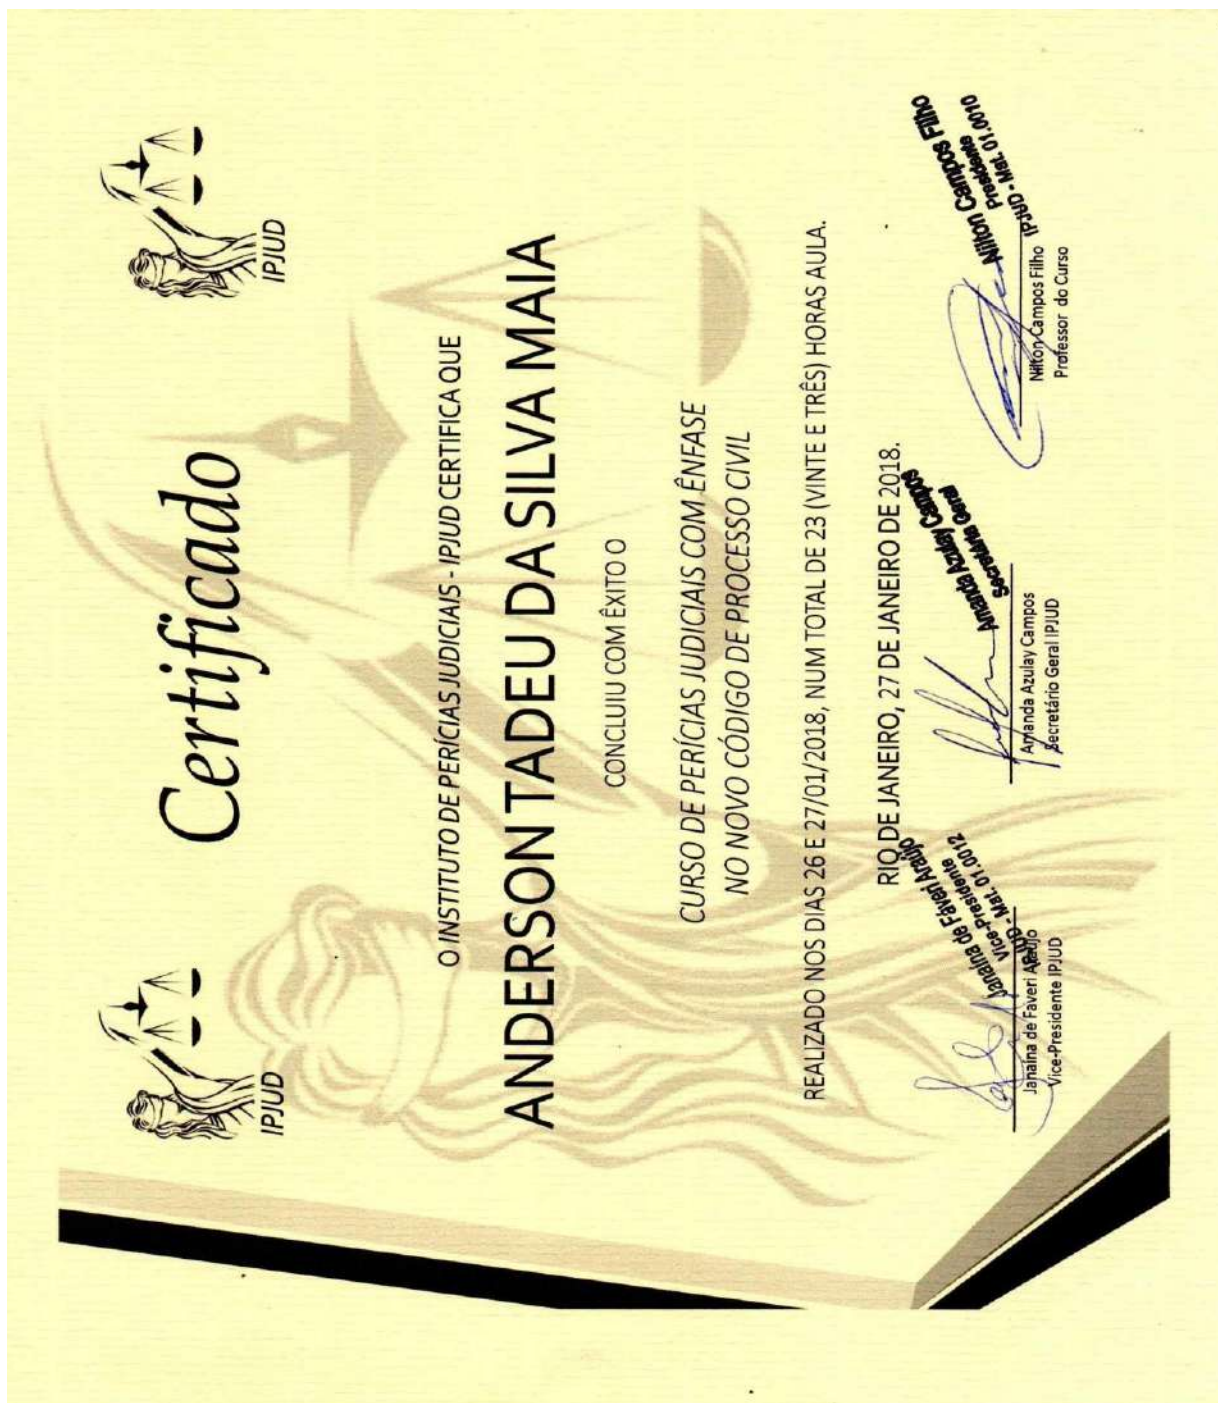 IPJUD
IPJUD
Certificado
O INSTITUTO DE PERÍCIAS JUDICIAIS - IPJUD CERTIFICA QUE
ANDERSON TADEU DA SILVA MAIA
CONCLUIU COM ÊXITO O
CURSO DE PERÍCIAS JUDICIAIS COM ÊNFASE
NO NOVO CÓDIGO DE PROCESSO CIVIL
REALIZADO NOS DIAS 26 E 27/01/2018, NUM TOTAL DE 23 (VINTE E TRÊS) HORAS AULA.
RIO DE JANEIRO, 27 DE JANEIRO DE 2018.
Janaina de Fáveri Araújo
Vice-Presidente
IPJUD - Mat. 01.0012
Janaina de Faveri Araujo
Vice-Presidente IPJUD
Amanda Azulay Campos
Secretária Geral
Amanda Azulay Campos
Secretário Geral IPJUD
Nilton Campos Filho
Presidente
IPJUD - Mat. 01.0010
Nilton Campos Filho
Professor do Curso